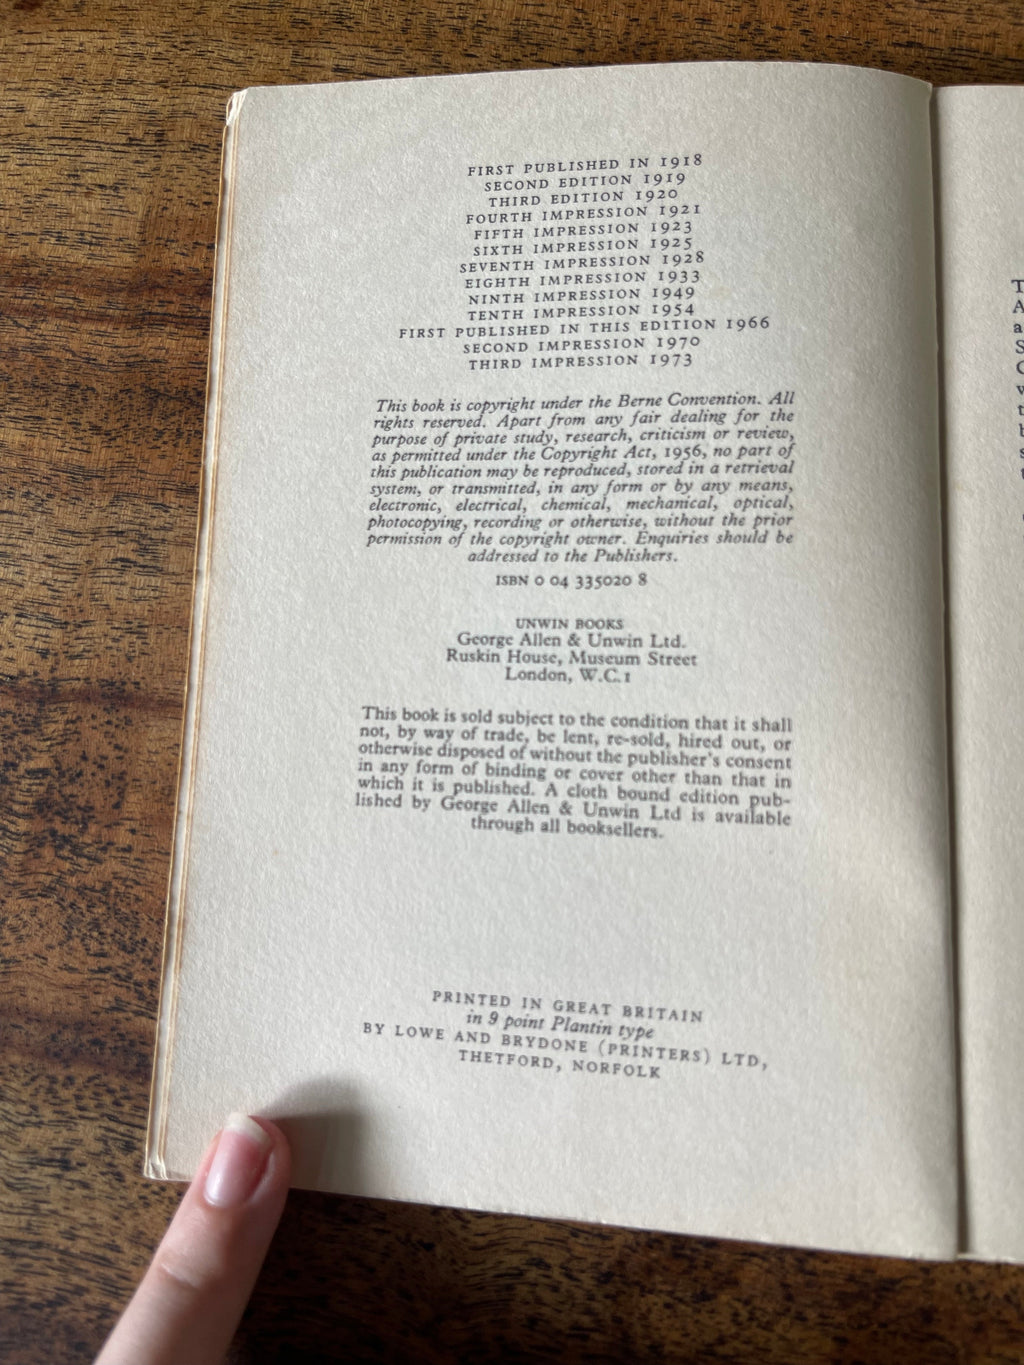 FIRST PUBLISHED IN 1918
SECOND EDITION 1919
THIRD EDITION 1920
FOURTH IMPRESSION 1921
FIFTH IMPRESSION 1923
SIXTH IMPRESSION 1925
SEVENTH IMPRESSION 1928
EIGHTH IMPRESSION 1933
NINTH IMPRESSION 1949
TENTH IMPRESSION 1954
FIRST PUBLISHED IN THIS EDITION 1966
SECOND IMPRESSION 1970
THIRD IMPRESSION 1973
This book is copyright under the Berne Convention. All
rights reserved. Apart from any fair dealing for the
purpose of private study, research, criticism or review,
as permitted under the Copyright Act, 1956, no part of
this publication may be reproduced, stored in a retrieval
system, or transmitted, in any form or by any means,
electronic, electrical, chemical, mechanical, optical,
photocopying, recording or otherwise, without the prior
permission of the copyright owner. Enquiries should be
addressed to the Publishers.
ISBN 0 04 335020 8
UNWIN BOOKS
George Allen & Unwin Ltd.
Ruskin House, Museum Street
London, W.C.1
This book is sold subject to the condition that it shall
not, by way of trade, be lent, re-sold, hired out, or
otherwise disposed of without the publisher's consent
in any form of binding or cover other than that in
which it is published. A cloth bound edition pub-
lished by George Allen & Unwin Ltd is available
through all booksellers.
PRINTED IN GREAT BRITAIN
in 9 point Plantin type
BY LOWE AND BRYDONE (PRINTERS) LTD,
THETFORD, NORFOLK